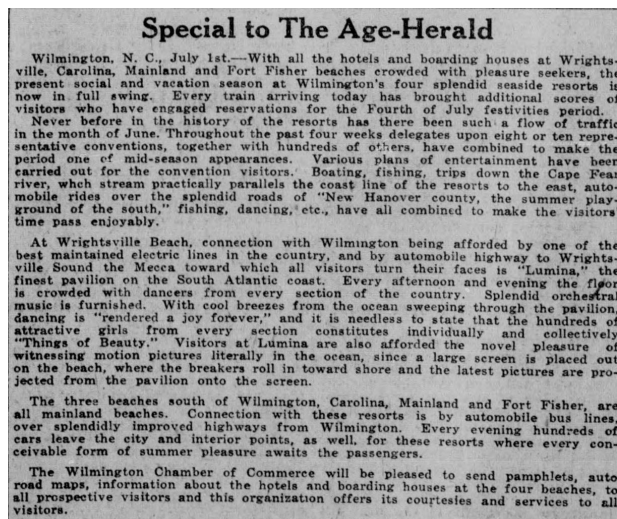 Special to The Age-Herald
Wilmington, N. C., July 1st.—With all the hotels and boarding houses at Wrights-
ville, Carolina, Mainland and Fort Fisher beaches crowded with pleasure seekers, the
present social and vacation season at Wilmington's four splendid seaside resorts is
now in full swing. Every train arriving today has brought additional scores of
visitors who have engaged reservations for the Fourth of July festivities period.
Never before in the history of the resorts has there been such a flow of traffic
in the month of June. Throughout the past four weeks delegates upon eight or ten repre-
sentative conventions, together with hundreds of others, have combined to make the
period one of mid-season appearances. Various plans of entertainment have been
carried out for the convention visitors. Boating, fishing, trips down the Cape Fear
river, whch stream practically parallels the coast line of the resorts to the east, auto-
mobile rides over the splendid roads of "New Hanover county, the summer play-
ground of the south," fishing, dancing, etc., have all combined to make the visitors
time pass enjoyably.
At Wrightsville Beach, connection with Wilmington being afforded by one of the
best maintained electric lines in the country, and by automobile highway to Wrights-
ville Sound the Mecca toward which all visitors turn their faces is "Lumina," the
finest pavilion on the South Atlantic coast. Every afternoon and evening the floor
is crowded with dancers from every section of the country. Splendid orchestral
music is furnished. With cool breezes from the ocean sweeping through the pavilion,
dancing is "rendered a joy forever," and it is needless to state that the hundreds of
attractive girls from every section constitutes individually and collectively
"Things of Beauty." Visitors at Lumina are also afforded the novel pleasure of
witnessing motion pictures literally in the ocean, since a large screen is placed out
on the beach, where the breakers roll in toward shore and the latest pictures are pro-
jected from the pavilion onto the screen.
The three beaches south of Wilmington, Carolina, Mainland and Fort Fisher, are
all mainland beaches. Connection with these resorts is by automobile bus lines,
over splendidly improved highways from Wilmington. Every evening hundreds of
cars leave the city and interior points, as well, for these resorts where every con-
ceivable form of summer pleasure awaits the passengers.
The Wilmington Chamber of Commerce will be pleased to send pamphlets, auto
road maps, information about the hotels and boarding houses at the four beaches, to
all prospective visitors and this organization offers its courtesies and services to all
visitors.